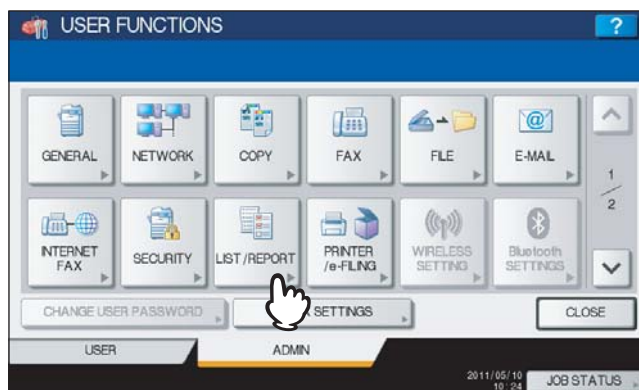 USER FUNCTIONS
?
GENERAL NETWORK COPY FAX FILE E-MAIL
1
2
INTERNET FAX SECURITY LIST/REPORT PRINTER /e-FILING WIRELESS SETTING Bluetooth SETTINGS
CHANGE USER PASSWORD SETTINGS CLOSE
USER ADMIN
2011/05/10
10:24 JOB STATUS